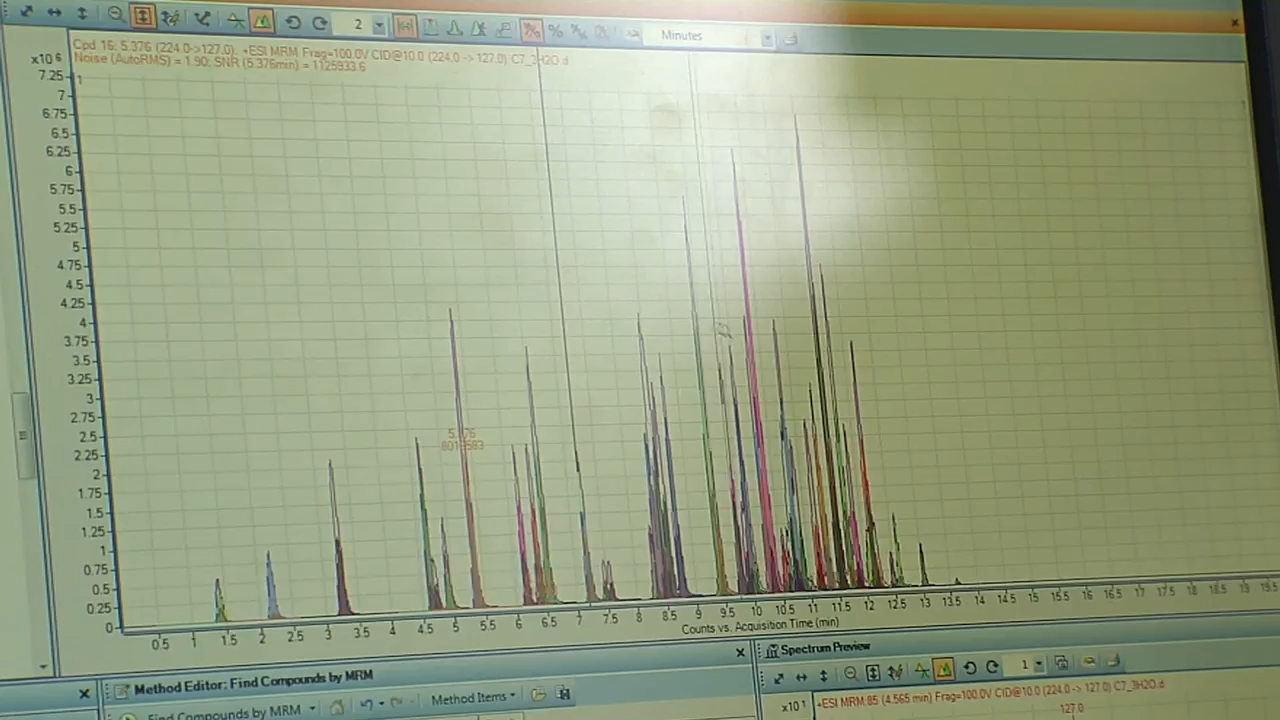 2
Minutes
Cpd 16: 5.376 (224.0->127.0), +ESI MRM Frag=100.0V CID@10.0 (224.0 -> 127.0) C7_3H2O.d
Noise (AutoRMS) = 1.90; SNR (5.376min) = 1125933.6
x10 6
1
7.25
7
6.75
6.5
6.25
6
5.75
5.5
5.25
5
4.75
4.5
4.25
4
3.75
3.5
3.25
3
2.75
2.5
2.25
2
1.75
1.5
1.25
1
0.75
0.5
0.25
0
0.5 1 1.5 2 2.5 3 3.5 4 4.5 5 5.5 6 6.5 7 7.5 8 8.5 9 9.5 10 10.5 11 11.5 12 12.5 13 13.5 14 14.5 15 15.5 16 16.5 17 17.5 18 18.5 19 19.5
Counts vs. Acquisition Time (min)
Method Editor: Find Compounds by MRM
Find Compounds by MRM
Method Items
Spectrum Preview
1
x10 1
+ESI MRM:85 (4.565 min) Frag=100.0V CID@10.0 (224.0 -> 127.0) C7_3H2O.d
127.0